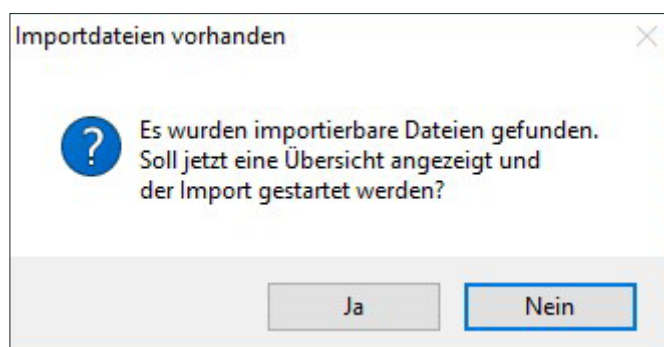 Importdateien vorhanden
Es wurden importierbare Dateien gefunden.
Soll jetzt eine Übersicht angezeigt und
der Import gestartet werden?
Ja
Nein